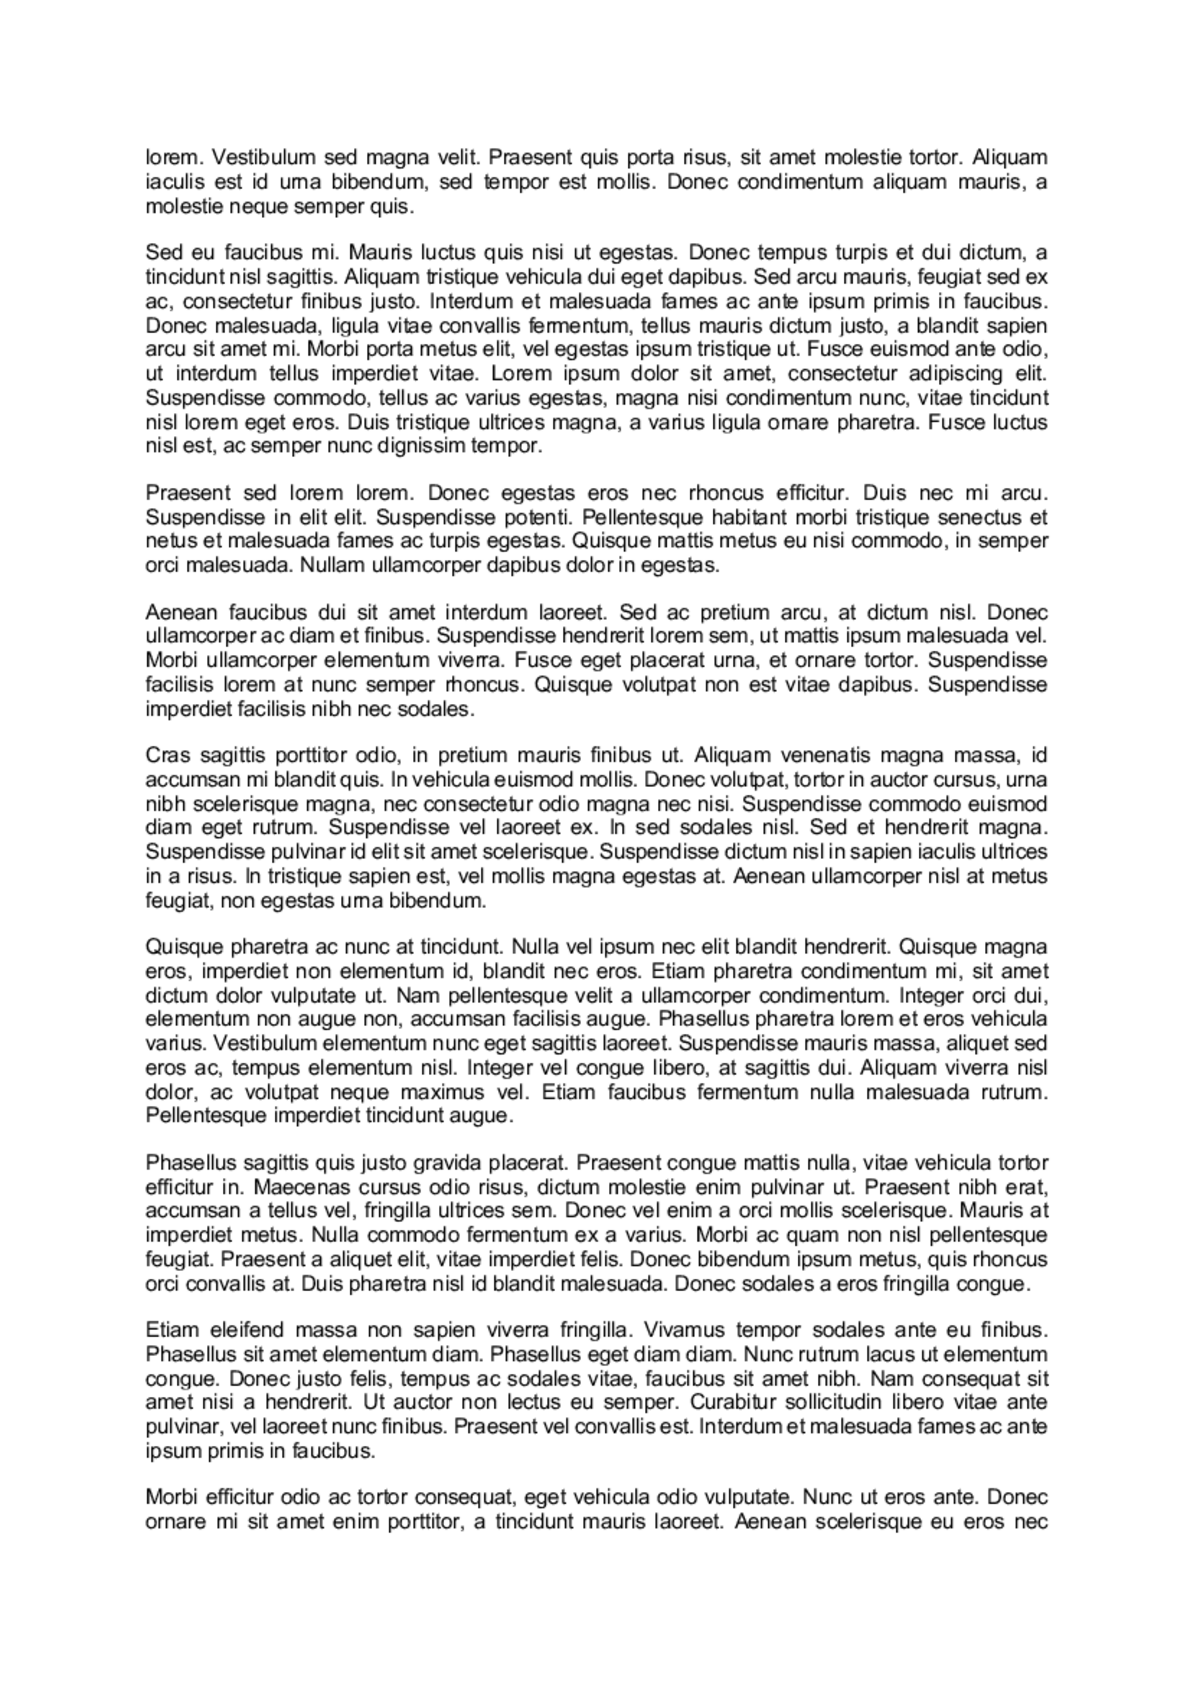 lorem. Vestibulum sed magna velit. Praesent quis porta risus, sit amet molestie tortor. Aliquam
iaculis est id urna bibendum, sed tempor est mollis. Donec condimentum aliquam mauris, a
molestie neque semper quis.
Sed eu faucibus mi. Mauris luctus quis nisi ut egestas. Donec tempus turpis et dui dictum, a
tincidunt nisl sagittis. Aliquam tristique vehicula dui eget dapibus. Sed arcu mauris, feugiat sed ex
ac, consectetur finibus justo. Interdum et malesuada fames ac ante ipsum primis in faucibus.
Donec malesuada, ligula vitae convallis fermentum, tellus mauris dictum justo, a blandit sapien
arcu sit amet mi. Morbi porta metus elit, vel egestas ipsum tristique ut. Fusce euismod ante odio,
ut interdum tellus imperdiet vitae. Lorem ipsum dolor sit amet, consectetur adipiscing elit.
Suspendisse commodo, tellus ac varius egestas, magna nisi condimentum nunc, vitae tincidunt
nisl lorem eget eros. Duis tristique ultrices magna, a varius ligula ornare pharetra. Fusce luctus
nisl est, ac semper nunc dignissim tempor.
Praesent sed lorem lorem. Donec egestas eros nec rhoncus efficitur. Duis nec mi arcu.
Suspendisse in elit elit. Suspendisse potenti. Pellentesque habitant morbi tristique senectus et
netus et malesuada fames ac turpis egestas. Quisque mattis metus eu nisi commodo, in semper
orci malesuada. Nullam ullamcorper dapibus dolor in egestas.
Aenean faucibus dui sit amet interdum laoreet. Sed ac pretium arcu, at dictum nisl. Donec
ullamcorper ac diam et finibus. Suspendisse hendrerit lorem sem, ut mattis ipsum malesuada vel.
Morbi ullamcorper elementum viverra. Fusce eget placerat urna, et ornare tortor. Suspendisse
facilisis lorem at nunc semper rhoncus. Quisque volutpat non est vitae dapibus. Suspendisse
imperdiet facilisis nibh nec sodales.
Cras sagittis porttitor odio, in pretium mauris finibus ut. Aliquam venenatis magna massa, id
accumsan mi blandit quis. In vehicula euismod mollis. Donec volutpat, tortor in auctor cursus, urna
nibh scelerisque magna, nec consectetur odio magna nec nisi. Suspendisse commodo euismod
diam eget rutrum. Suspendisse vel laoreet ex. In sed sodales nisl. Sed et hendrerit magna.
Suspendisse pulvinar id elit sit amet scelerisque. Suspendisse dictum nisl in sapien iaculis ultrices
in a risus. In tristique sapien est, vel mollis magna egestas at. Aenean ullamcorper nisl at metus
feugiat, non egestas urna bibendum.
Quisque pharetra ac nunc at tincidunt. Nulla vel ipsum nec elit blandit hendrerit. Quisque magna
eros, imperdiet non elementum id, blandit nec eros. Etiam pharetra condimentum mi, sit amet
dictum dolor vulputate ut. Nam pellentesque velit a ullamcorper condimentum. Integer orci dui,
elementum non augue non, accumsan facilisis augue. Phasellus pharetra lorem et eros vehicula
varius. Vestibulum elementum nunc eget sagittis laoreet. Suspendisse mauris massa, aliquet sed
eros ac, tempus elementum nisl. Integer vel congue libero, at sagittis dui. Aliquam viverra nisl
dolor, ac volutpat neque maximus vel. Etiam faucibus fermentum nulla malesuada rutrum.
Pellentesque imperdiet tincidunt augue.
Phasellus sagittis quis justo gravida placerat. Praesent congue mattis nulla, vitae vehicula tortor
efficitur in. Maecenas cursus odio risus, dictum molestie enim pulvinar ut. Praesent nibh erat,
accumsan a tellus vel, fringilla ultrices sem. Donec vel enim a orci mollis scelerisque. Mauris at
imperdiet metus. Nulla commodo fermentum ex a varius. Morbi ac quam non nisl pellentesque
feugiat. Praesent a aliquet elit, vitae imperdiet felis. Donec bibendum ipsum metus, quis rhoncus
orci convallis at. Duis pharetra nisl id blandit malesuada. Donec sodales a eros fringilla congue.
Etiam eleifend massa non sapien viverra fringilla. Vivamus tempor sodales ante eu finibus.
Phasellus sit amet elementum diam. Phasellus eget diam diam. Nunc rutrum lacus ut elementum
congue. Donec justo felis, tempus ac sodales vitae, faucibus sit amet nibh. Nam consequat sit
amet nisi a hendrerit. Ut auctor non lectus eu semper. Curabitur sollicitudin libero vitae ante
pulvinar, vel laoreet nunc finibus. Praesent vel convallis est. Interdum et malesuada fames ac ante
ipsum primis in faucibus.
Morbi efficitur odio ac tortor consequat, eget vehicula odio vulputate. Nunc ut eros ante. Donec
ornare mi sit amet enim porttitor, a tincidunt mauris laoreet. Aenean scelerisque eu eros nec